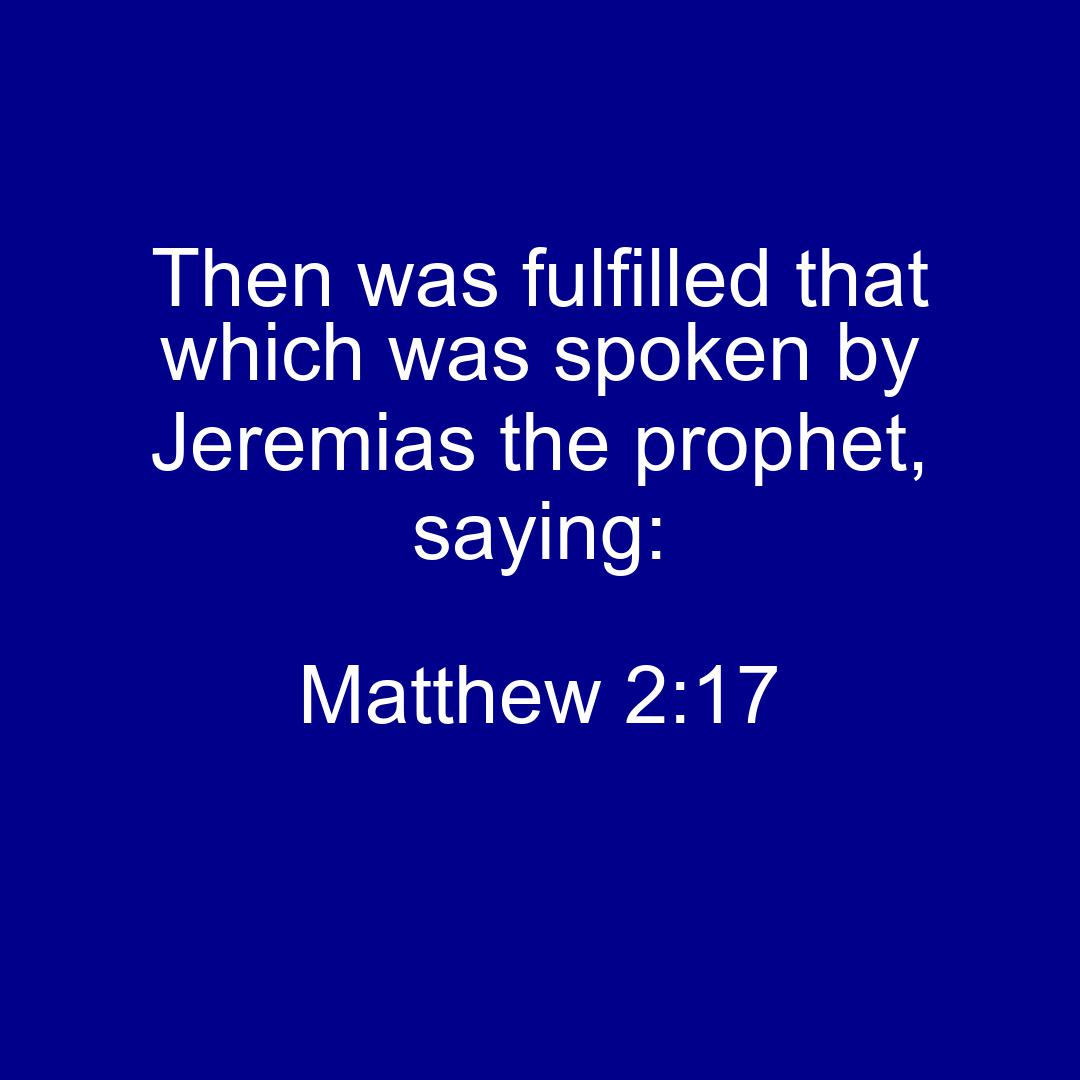 Then was fulfilled that
which was spoken by
Jeremias the prophet,
saying:
Matthew 2:17